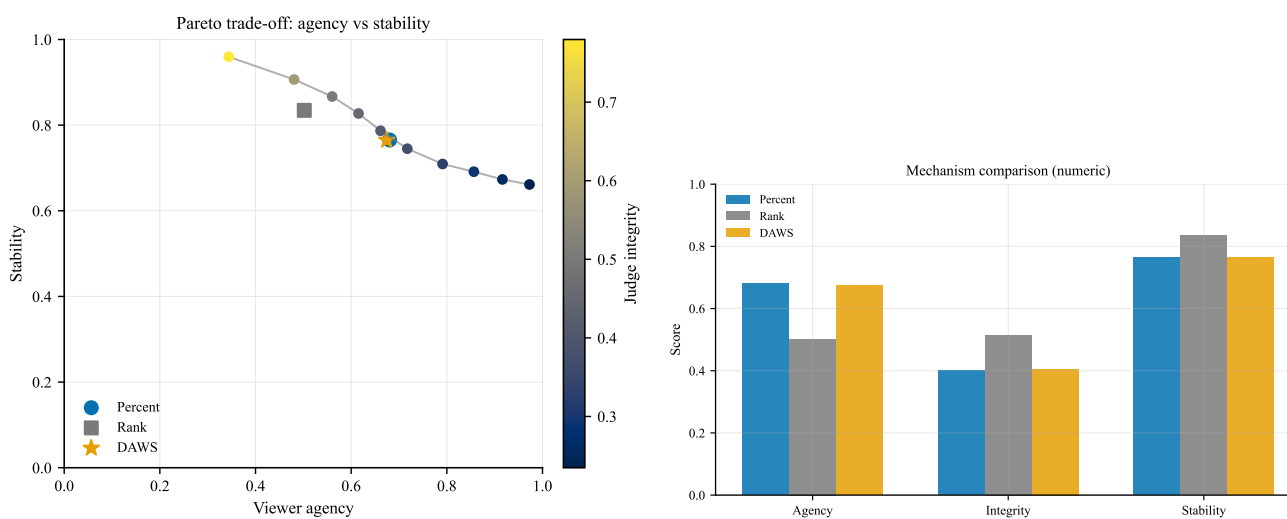 Pareto trade-off: agency vs stability
1.0
0.8
0.6
0.4
0.2
0.0
Stability
0.0
0.2
0.4
0.6
0.8
1.0
Viewer agency
Percent
Rank
DAWS
0.7
0.6
0.5
0.4
0.3
Judge integrity
Mechanism comparison (numeric)
1.0
0.8
0.6
0.4
0.2
0.0
Score
Percent
Rank
DAWS
Agency
Integrity
Stability